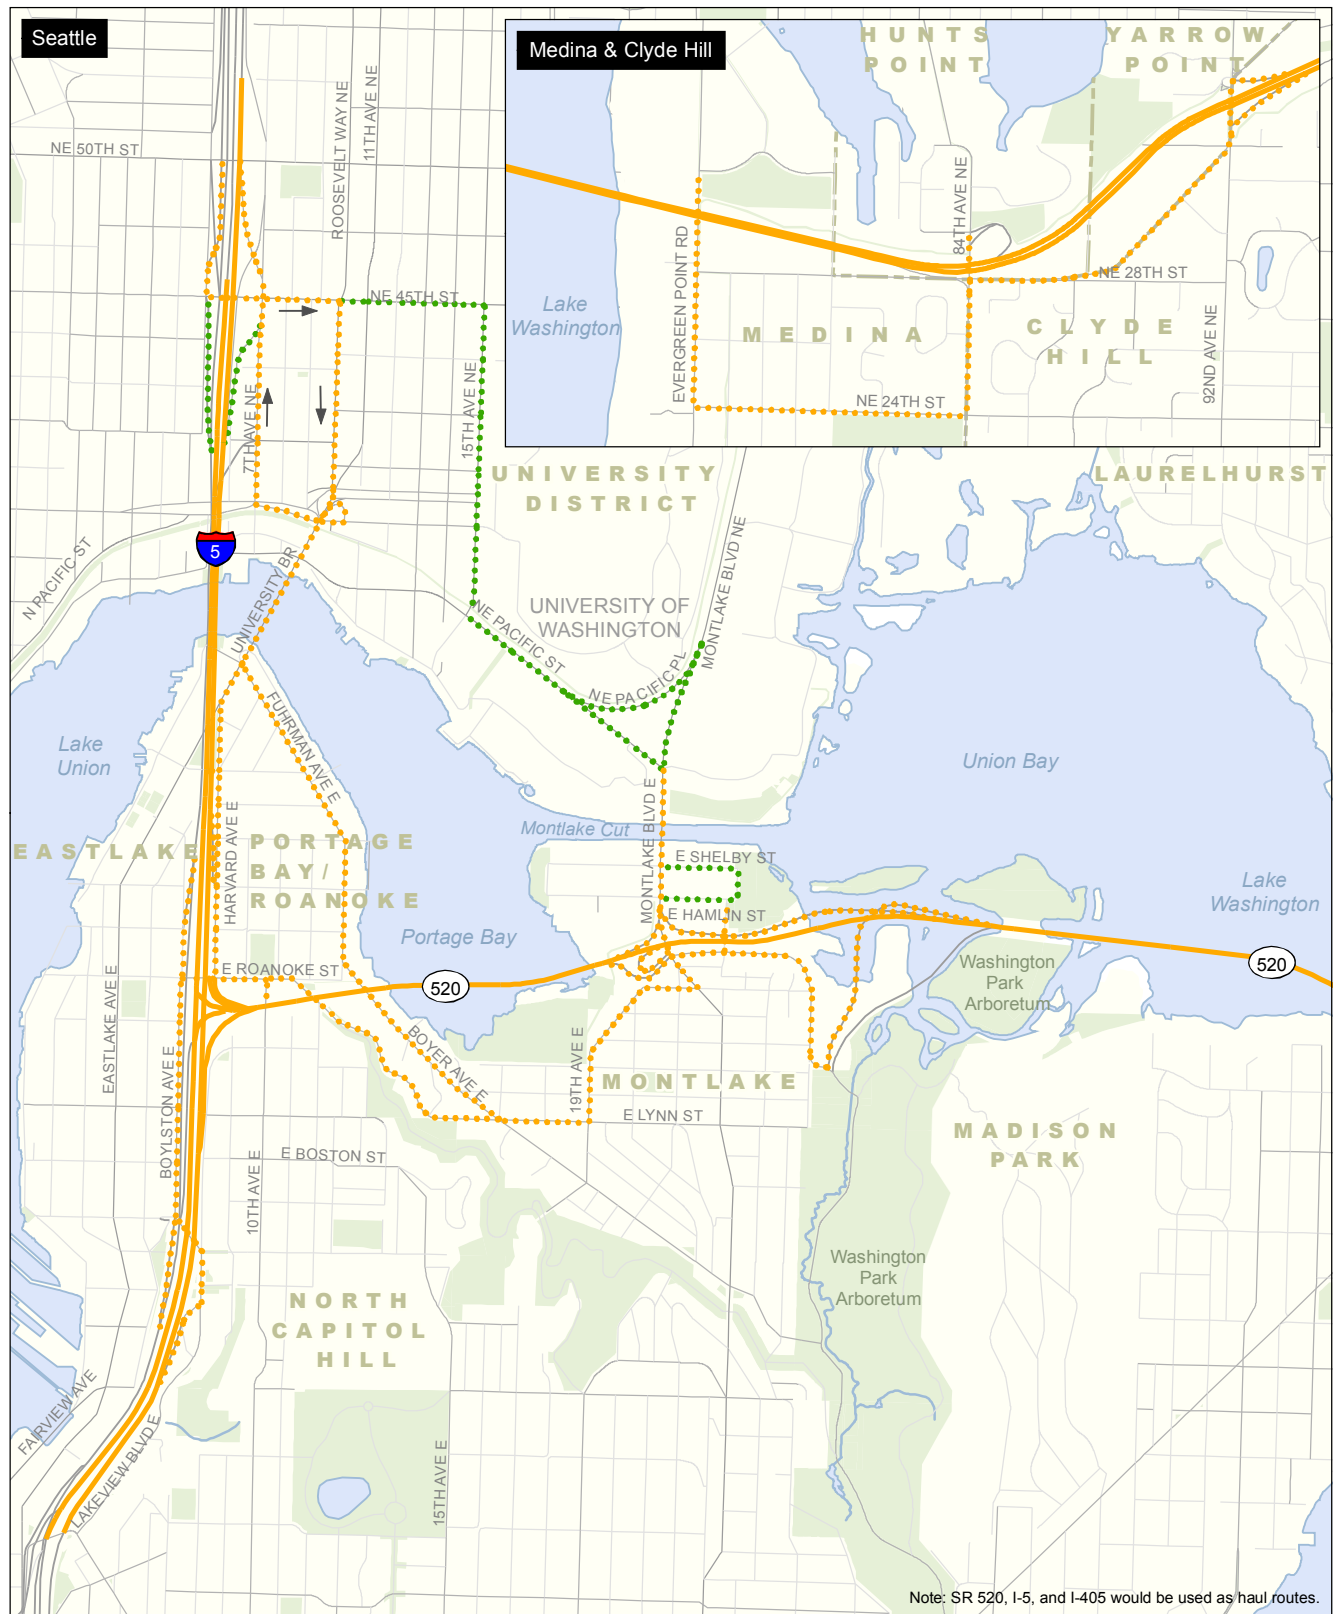 Seattle
Medina & Clyde Hill
HUNTS
POINT
YARROW
POINT
NE 50TH ST
ROOSEVELT WAY NE
11TH AVE NE
84TH AVE NE
EVERGREEN POINT RD
NE 28TH ST
NE 45TH ST
Lake
Washington
MEDINA
CLYDE
HILL
92ND AVE NE
NE 24TH ST
7TH AVE NE
15TH AVE NE
UNIVERSITY
DISTRICT
LAURELHURST
N PACIFIC ST
5
UNIVERSITY BR
MONTLAKE BLVD NE
UNIVERSITY OF
WASHINGTON
NE PACIFIC ST
NE PACIFIC PL
FUHRMAN AVE E
Lake
Union
Union Bay
MONTLAKE BLVD E
Montlake Cut
EASTLAKE
HARVARD AVE E
PORTAGE
BAY/
ROANOKE
E SHELBY ST
E HAMLIN ST
Lake
Washington
Portage Bay
E ROANOKE ST
520
520
Washington
Park
Arboretum
EASTLAKE AVE E
BOYLSTON AVE E
BOYER AVE E
19TH AVE E
MONTLAKE
E LYNN ST
MADISON
PARK
E BOSTON ST
10TH AVE E
Washington
Park
Arboretum
NORTH
CAPITOL
HILL
FAIRVIEW AVE
LAKEVIEW BLVD E
15TH AVE E
Note: SR 520, I-5, and I-405 would be used as haul routes.